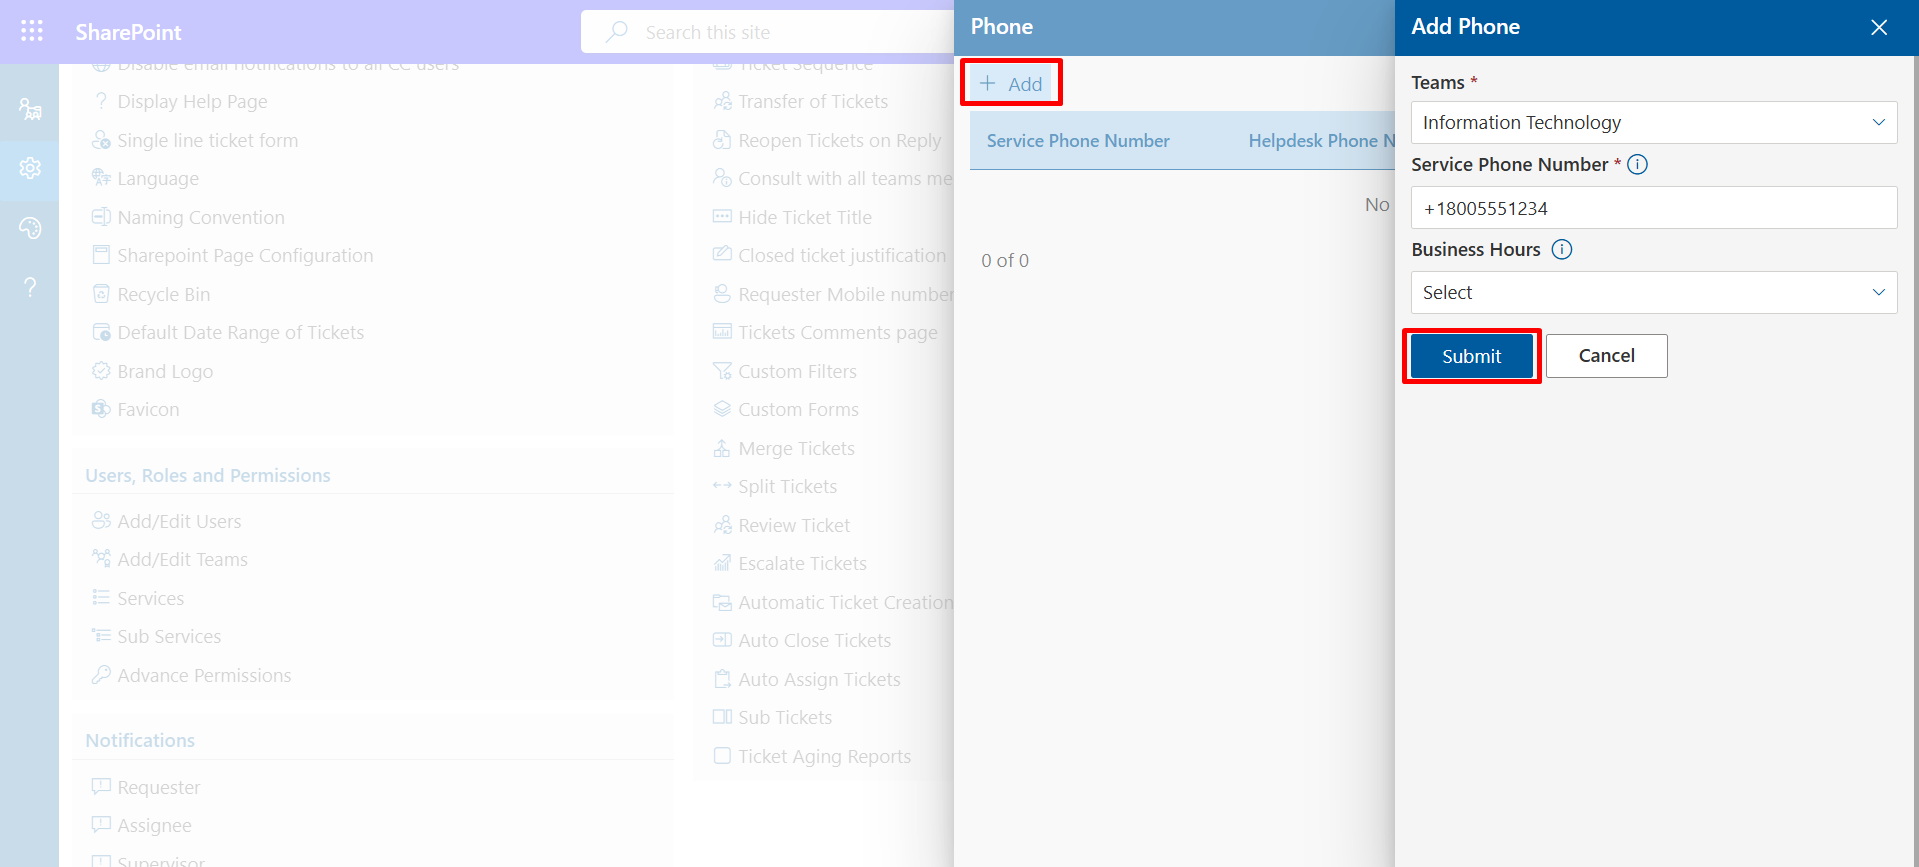 SharePoint
Search this site
Disable email notifications to all CC users
Display Help Page
Single line ticket form
Language
Naming Convention
Sharepoint Page Configuration
Recycle Bin
Default Date Range of Tickets
Brand Logo
Favicon
Users, Roles and Permissions
Add/Edit Users
Add/Edit Teams
Services
Sub Services
Advance Permissions
Notifications
Requester
Assignee
Supervisor
Ticket Sequence
Transfer of Tickets
Reopen Tickets on Reply
Consult with all teams me
Hide Ticket Title
Closed ticket justification
Requester Mobile number
Tickets Comments page
Custom Filters
Custom Forms
Merge Tickets
Split Tickets
Review Ticket
Escalate Tickets
Automatic Ticket Creation
Auto Close Tickets
Auto Assign Tickets
Sub Tickets
Ticket Aging Reports
Phone
+ Add
Service Phone Number Helpdesk Phone N
No
0 of 0
Add Phone
Teams *
Information Technology
Service Phone Number *
+18005551234
Business Hours
Select
Submit Cancel